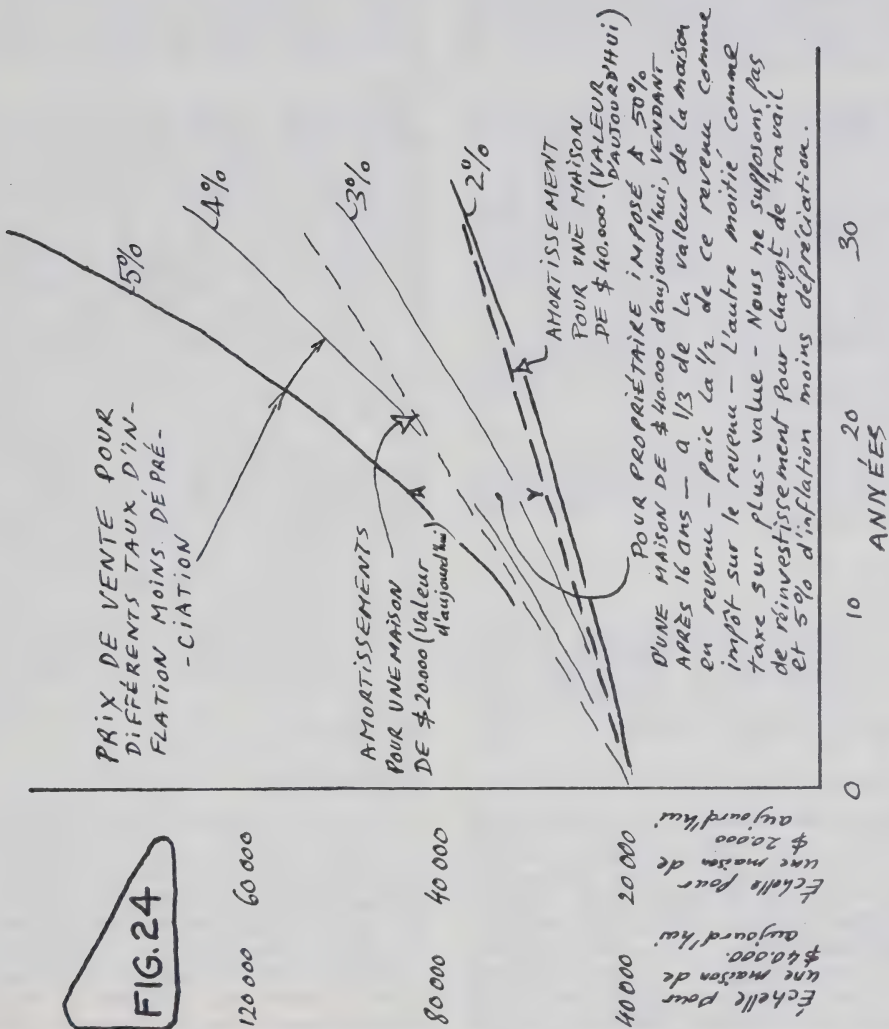 FIG.24
120 000 60 000
80 000 40 000
40 000 20 000
Échelle pour
une maison de
$40.000.
aujourd'hui
Échelle pour
une maison de
$ 20.000
aujourd'hui
PRIX DE VENTE POUR
DIFFÉRENTS TAUX D'IN-
FLATION MOINS DÉPRÉ-
-CIATION
5%
4%
3%
2%
AMORTISSEMENTS
POUR UNE MAISON
DE $20.000 (Valeur
d'aujourd'hui)
AMORTISSEMENT
POUR UNE MAISON
DE $40.000. (VALEUR
D'AUJOURD'HUI)
POUR PROPRIÉTAIRE IMPOSÉ À 50%
D'UNE MAISON DE $40.000 d'aujourd'hui, VENDANT
APRÈS 16 ans — a 1/3 de la valeur de la maison
en revenu — paie la 1/2 de ce revenu comme
impôt sur le revenu — L'autre moitié comme
taxe sur plus-value — Nous ne supposons pas
de réinvestissement pour changt de travail
et 5% d'inflation moins dépréciation.
0 10 20 30
ANNÉES